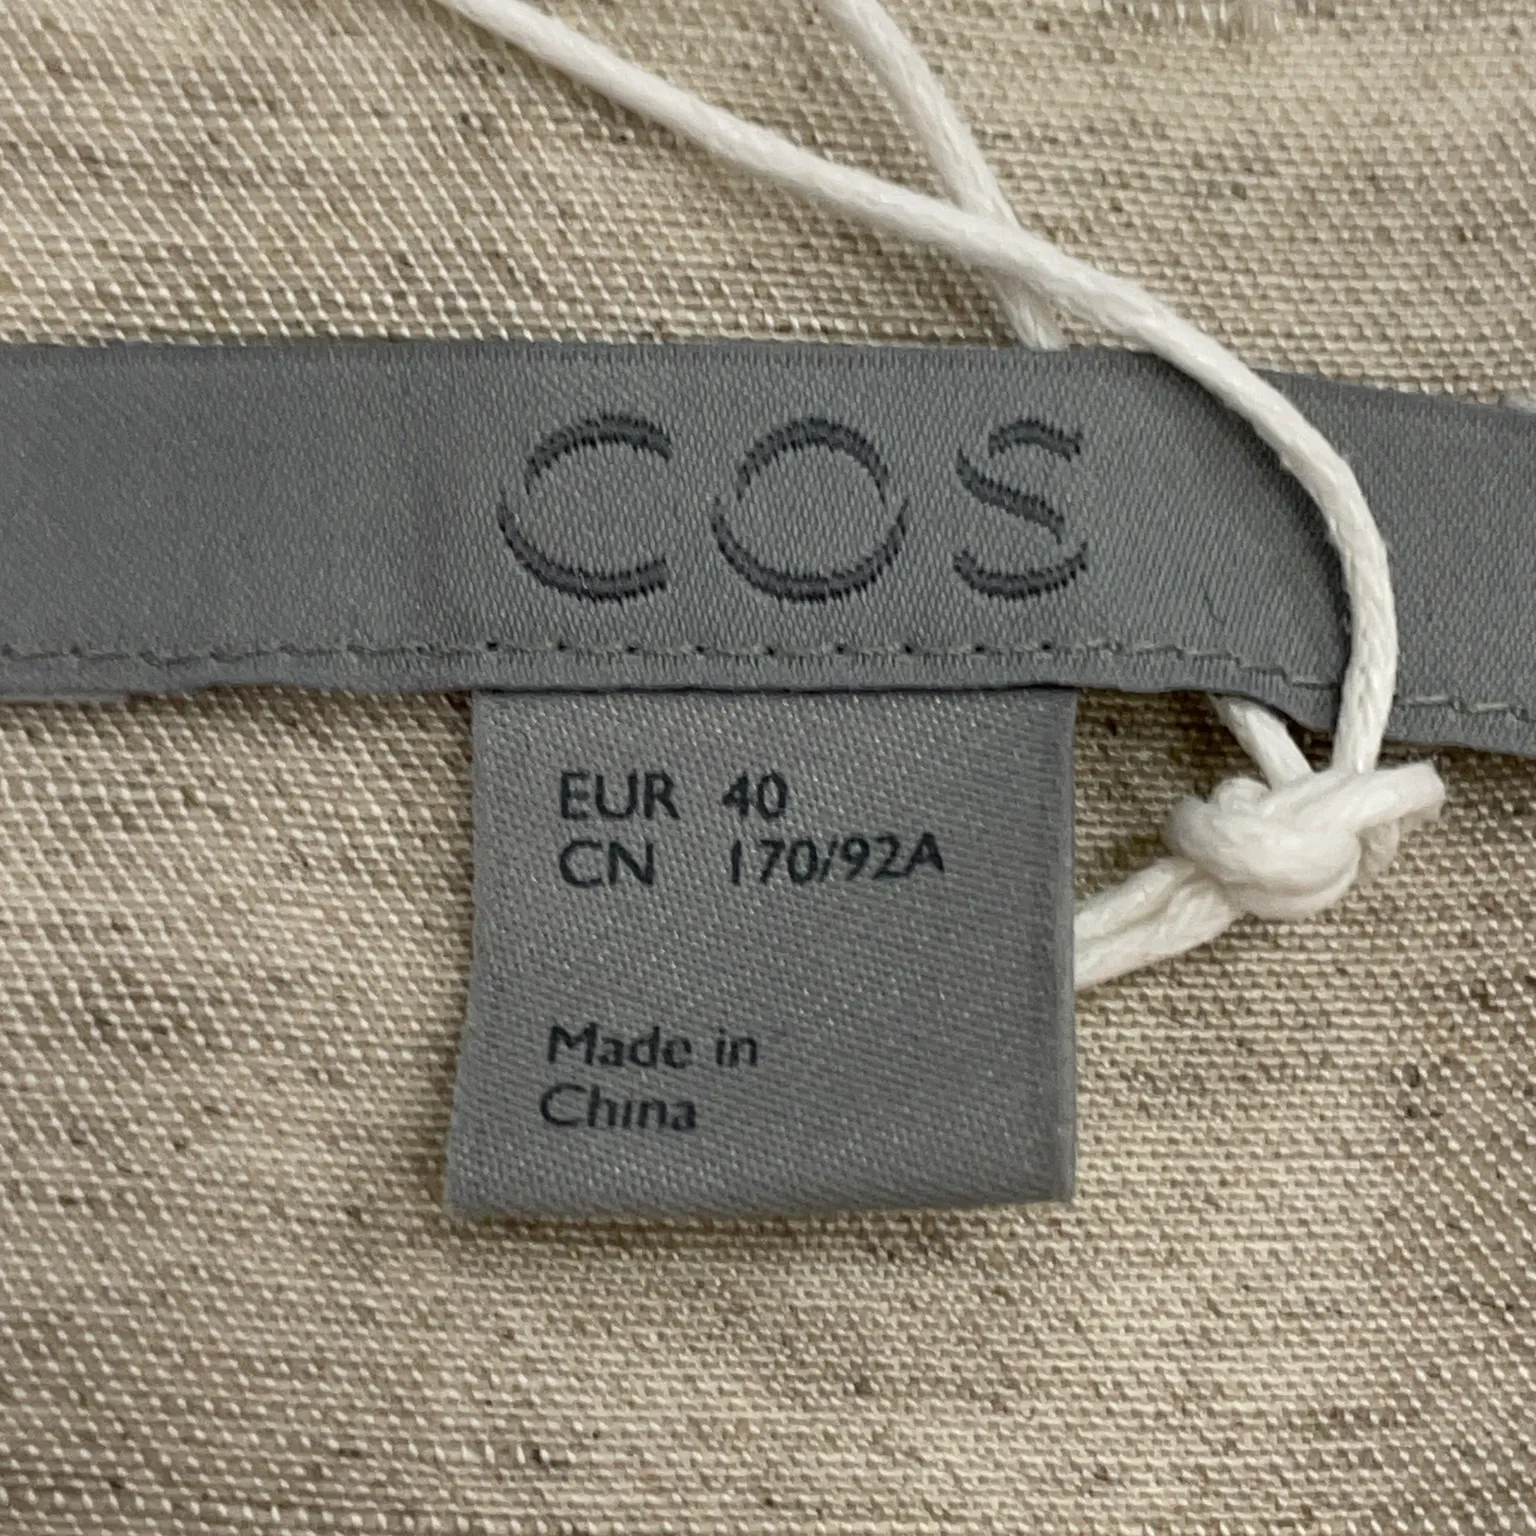 COS
EUR 40
CN 170/92A
Made in
China